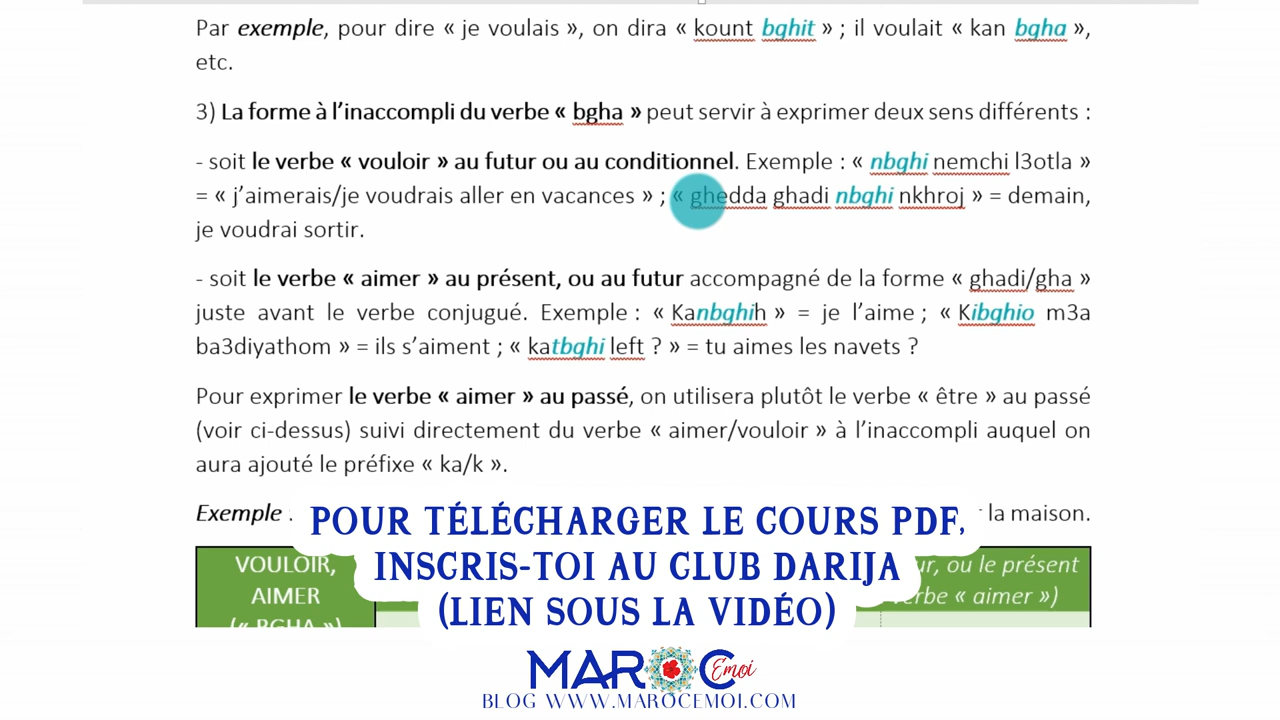 Par exemple, pour dire « je voulais », on dira « kount bghit » ; il voulait « kan bgha »,
etc.
3) La forme à l’inaccompli du verbe « bgha » peut servir à exprimer deux sens différents :
- soit le verbe « vouloir » au futur ou au conditionnel. Exemple : « nbghi nemchi l3otla »
= « j’aimerais/je voudrais aller en vacances » ; « ghedda ghadi nbghi nkhroj » = demain,
je voudrai sortir.
- soit le verbe « aimer » au présent, ou au futur accompagné de la forme « ghadi/gha »
juste avant le verbe conjugué. Exemple : « Kanbghih » = je l’aime ; « Kibghio m3a
ba3diyathom » = ils s’aiment ; « katbghi left ? » = tu aimes les navets ?
Pour exprimer le verbe « aimer » au passé, on utilisera plutôt le verbe « être » au passé
(voir ci-dessus) suivi directement du verbe « aimer/vouloir » à l’inaccompli auquel on
aura ajouté le préfixe « ka/k ».
Exemple : la maison.
POUR TÉLÉCHARGER LE COURS PDF,
INSCRIS-TOI AU CLUB DARIJA
(LIEN SOUS LA VIDÉO)
VOULOIR,
AIMER
(« BGHA »)
ur, ou le présent
verbe « aimer »)
MAROC Emoi
BLOG WWW.MAROCEMOI.COM